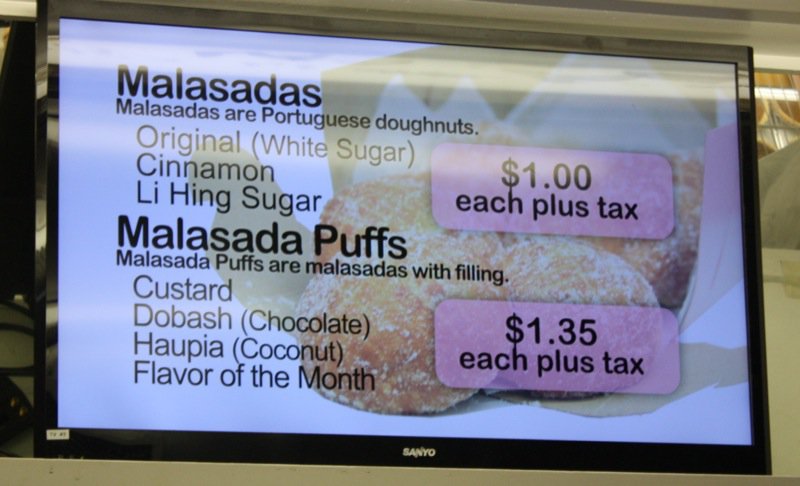 Malasadas
Malasadas are Portuguese doughnuts.
Original (White Sugar)
Cinnamon
Li Hing Sugar
$1.00
each plus tax
Malasada Puffs
Malasada Puffs are malasadas with filling.
Custard
Dobash (Chocolate)
Haupia (Coconut)
Flavor of the Month
$1.35
each plus tax
SANYO